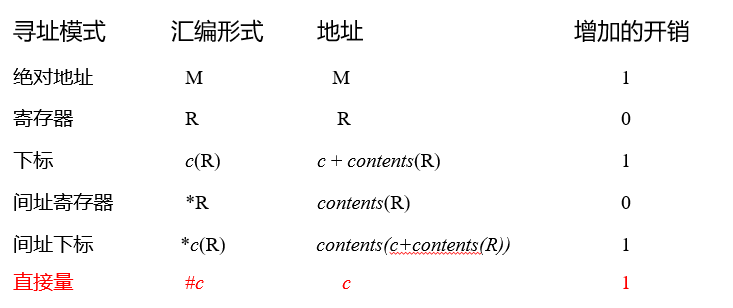 寻址模式 汇编形式 地址 增加的开销
绝对地址 M M 1
寄存器 R R 0
下标 c(R) c + contents(R) 1
间址寄存器 *R contents(R) 0
间址下标 *c(R) contents(c+contents(R)) 1
直接量 #c c 1